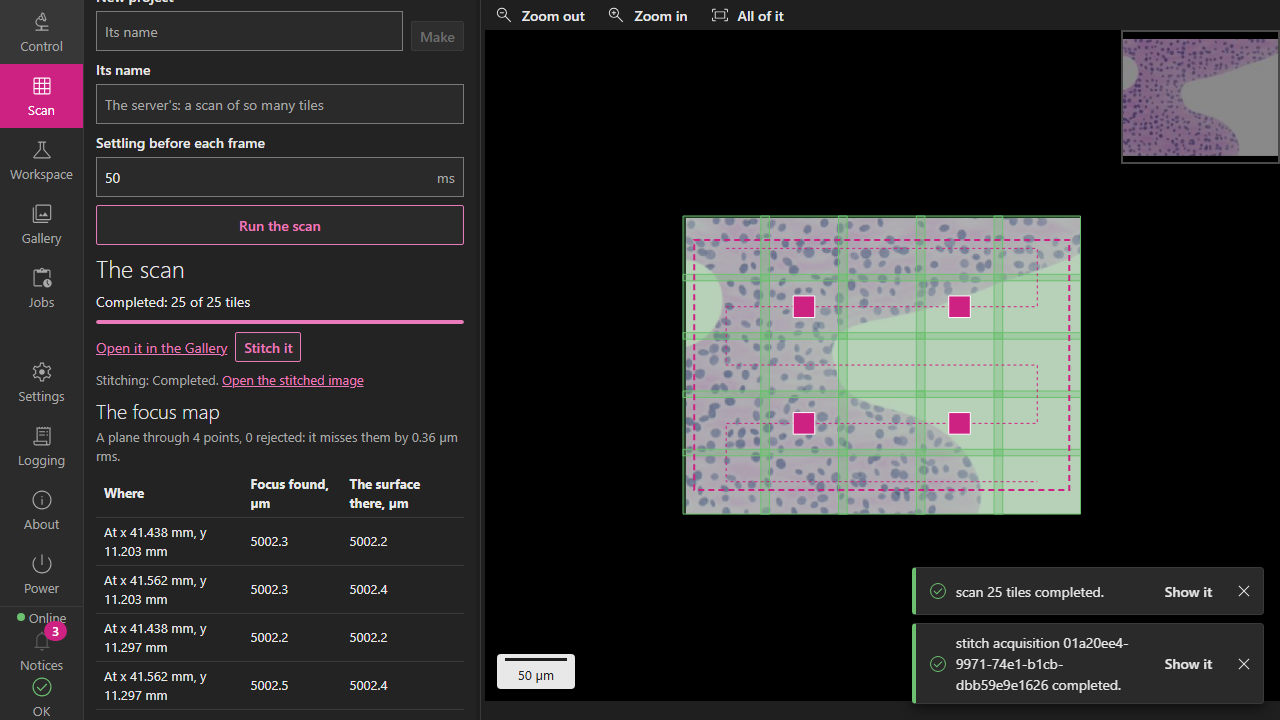 New project
Its name
Make
Its name
The server's: a scan of so many tiles
Settling before each frame
50
ms
Run the scan
The scan
Completed: 25 of 25 tiles
Open it in the Gallery
Stitch it
Stitching: Completed. Open the stitched image
The focus map
A plane through 4 points, 0 rejected: it misses them by 0.36 µm
rms.
Where
Focus found,
µm
The surface
there, µm
At x 41.438 mm, y
11.203 mm
5002.3
5002.2
At x 41.562 mm, y
11.203 mm
5002.3
5002.4
At x 41.438 mm, y
11.297 mm
5002.2
5002.2
At x 41.562 mm, y
11.297 mm
5002.5
5002.4
Control
Scan
Workspace
Gallery
Jobs
Settings
Logging
About
Power
Online
3
Notices
OK
Zoom out
Zoom in
All of it
50 µm
scan 25 tiles completed.
Show it
stitch acquisition 01a20ee4-
9971-74e1-b1cb-
dbb59e9e1626 completed.
Show it